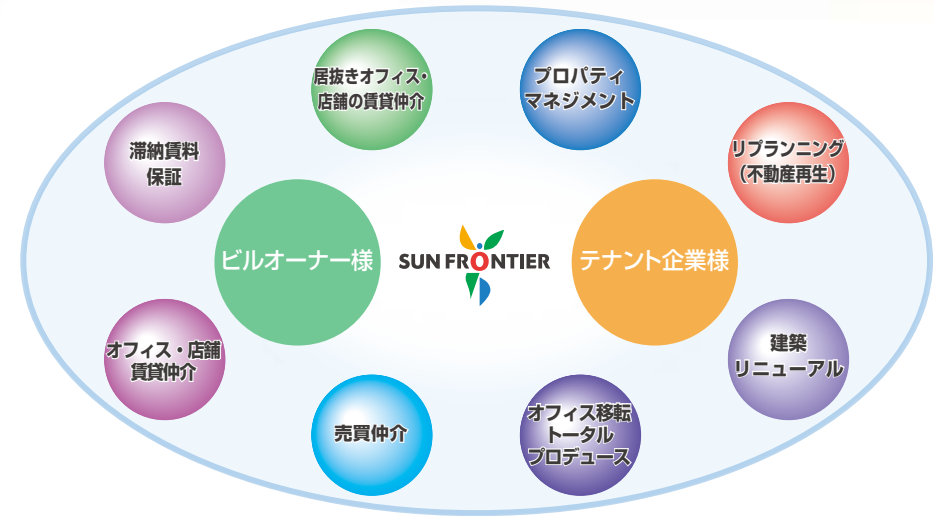 居抜きオフィス・
店舗の賃貸仲介
プロパティ
マネジメント
滞納賃料
保証
リプランニング
(不動産再生)
ビルオーナー様
SUN FRONTIER
テナント企業様
オフィス・店舗
賃貸仲介
建築
リニューアル
売買仲介
オフィス移転
トータル
プロデュース